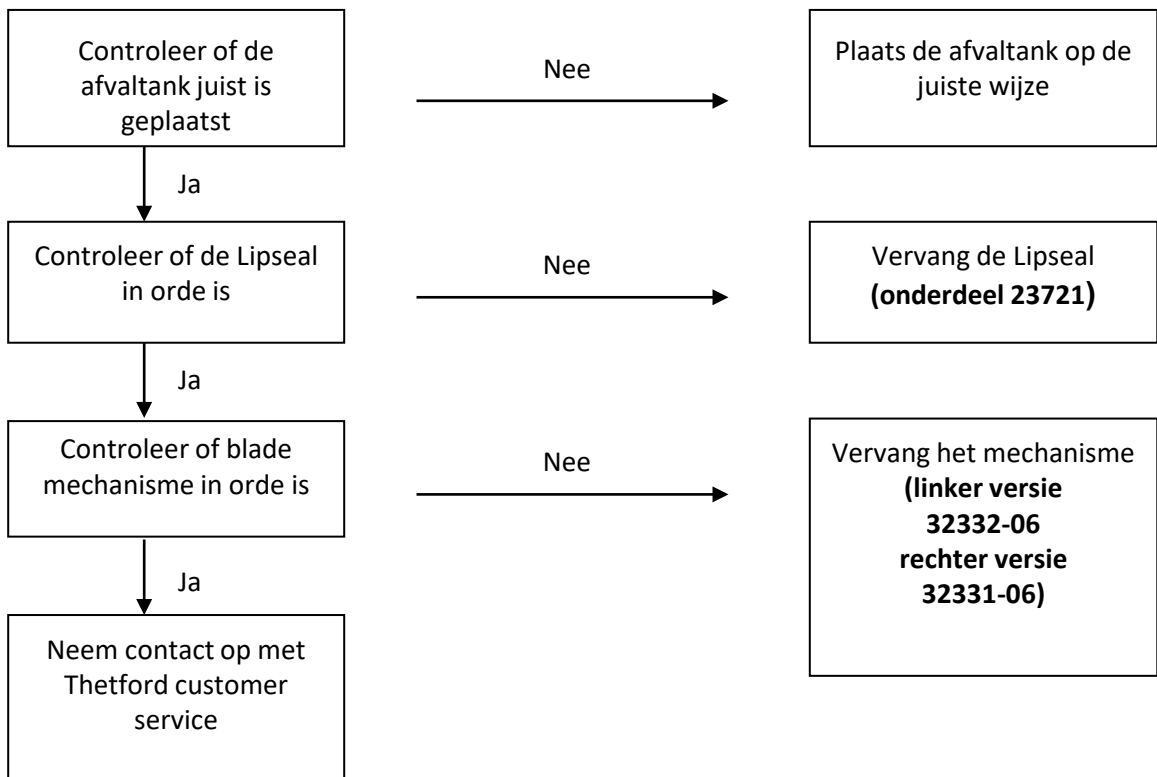 Controleer of de
afvaltank juist is
geplaatst
Nee
Plaats de afvaltank op de
juiste wijze
Ja
Controleer of de Lipseal
in orde is
Nee
Vervang de Lipseal
(onderdeel 23721)
Ja
Controleer of blade
mechanisme in orde is
Nee
Vervang het mechanisme
(linker versie
32332-06
rechter versie
32331-06)
Ja
Neem contact op met
Thetford customer
service